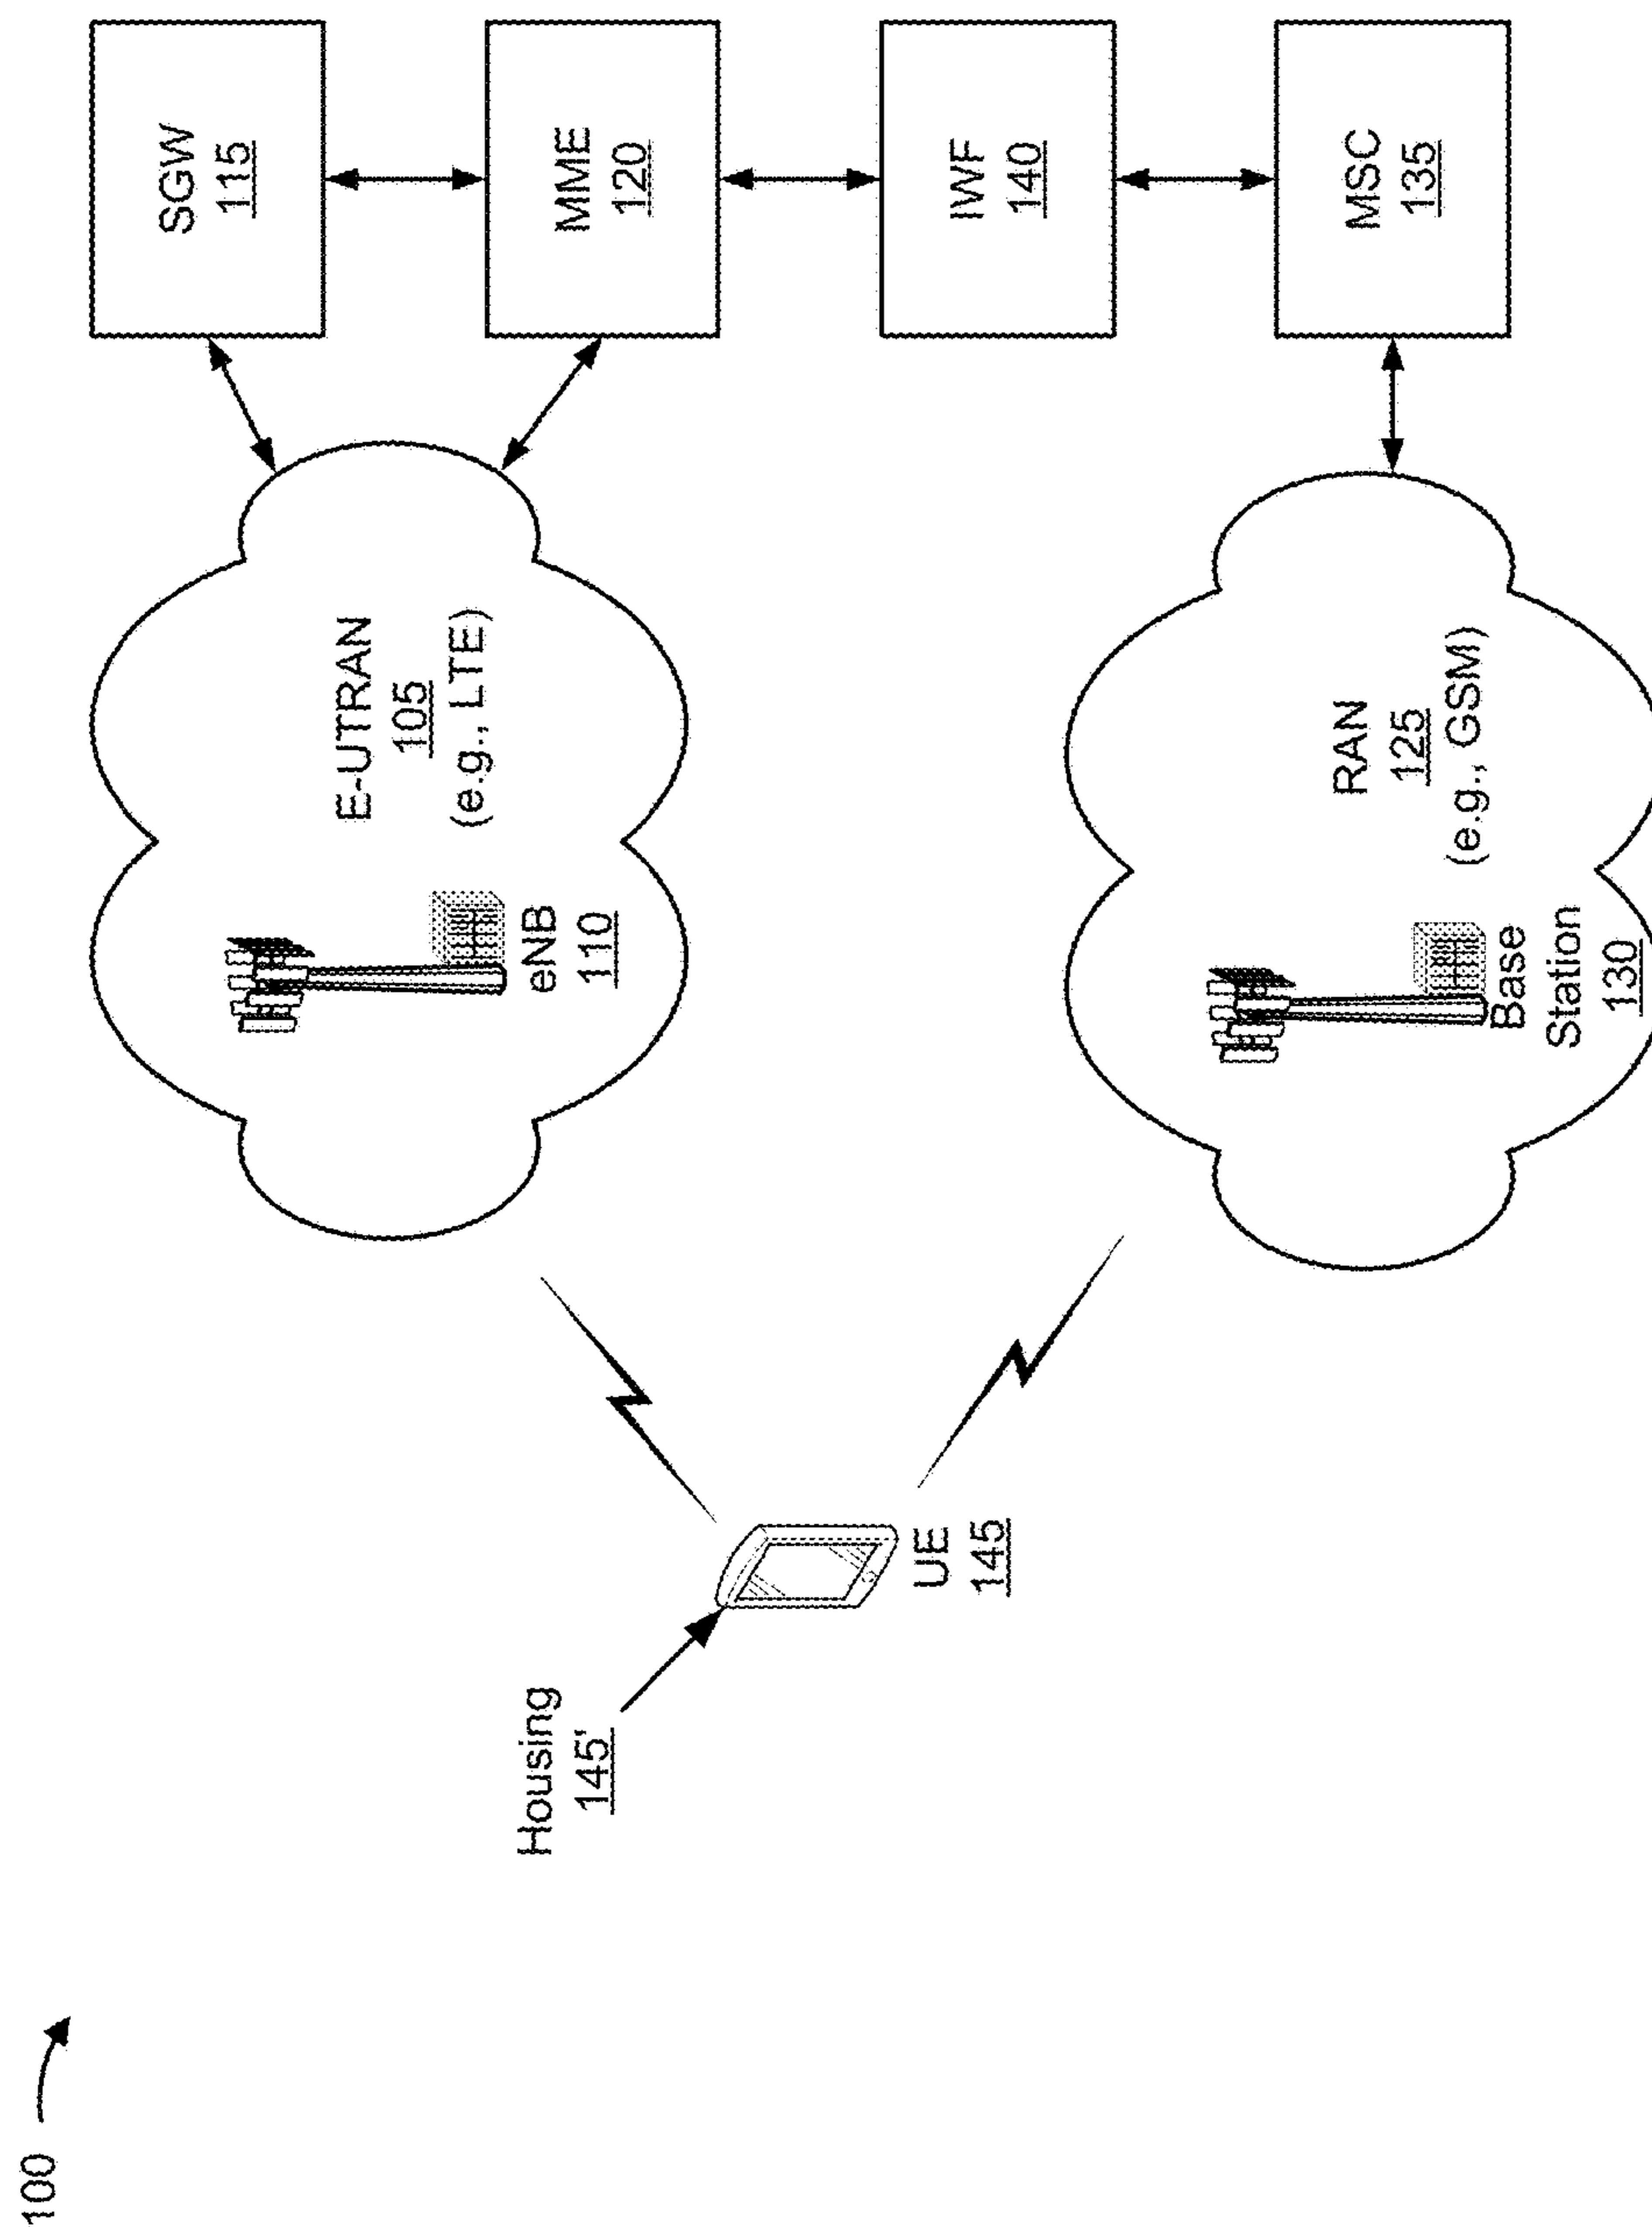 100
Housing
145'
UE
145
E-UTRAN
105
(e.g., LTE)
eNB
110
SGW
115
MME
120
IWF
140
MSC
135
RAN
125
(e.g., GSM)
Base
Station
130